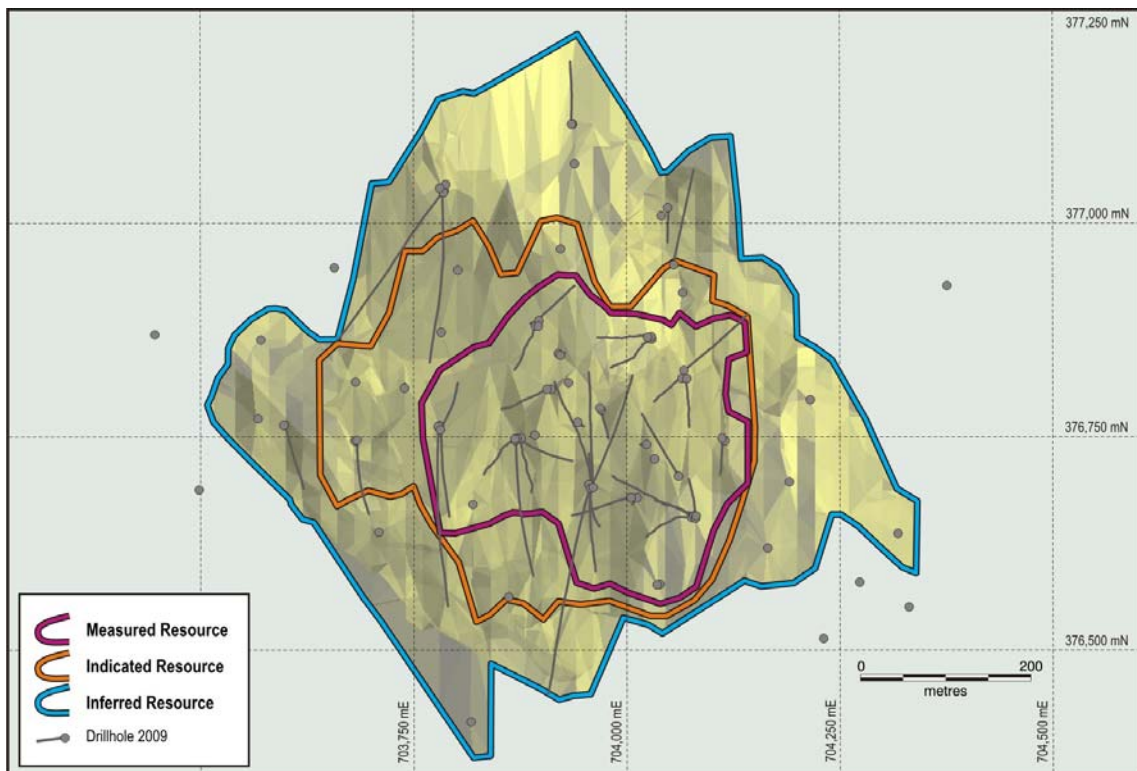 377,250 mN
377,000 mN
376,750 mN
376,500 mN
Measured Resource
Indicated Resource
Inferred Resource
Drillhole 2009
703,750 mE
704,000 mE
704,250 mE
704,500 mE
0 200
metres